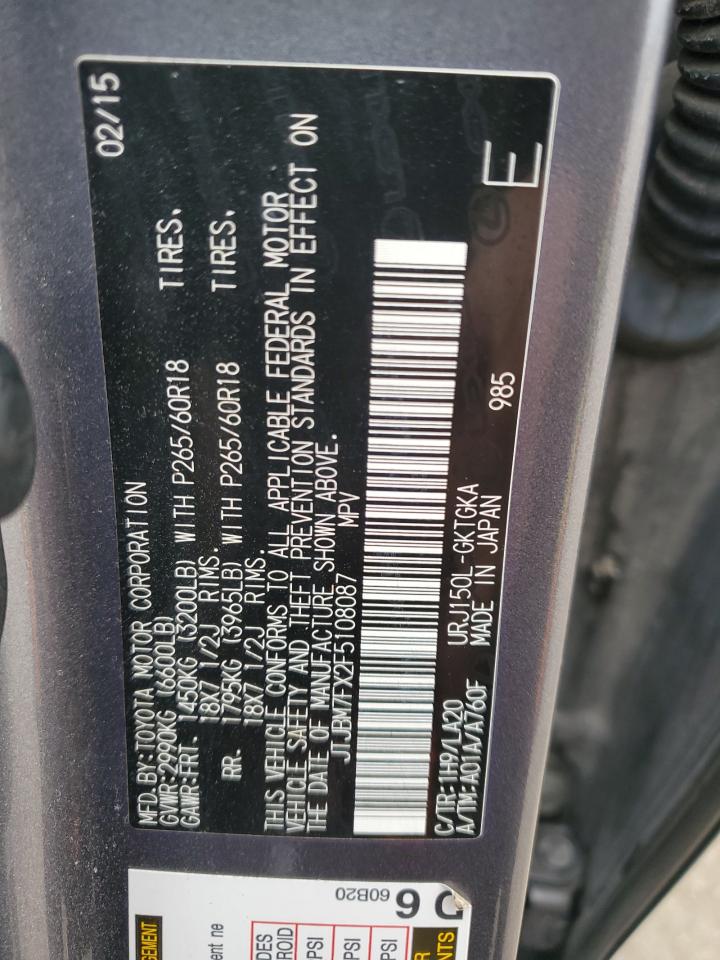 MFD. BY: TOYOTA MOTOR CORPORATION 02/15
GVWR: 2990KG (6600LB)
GAWR: FRT. 1450KG (3200LB) WITH P265/60R18 TIRES.
18X7 1/2J RIMS.
RR. 1795KG (3965LB) WITH P265/60R18 TIRES.
18X7 1/2J RIMS.
THIS VEHICLE CONFORMS TO ALL APPLICABLE FEDERAL MOTOR
VEHICLE SAFETY AND THEFT PREVENTION STANDARDS IN EFFECT ON
THE DATE OF MANUFACTURE SHOWN ABOVE.
JTJBM7FX2F5108087 MPV
C/TR: 1H9/LA20 URJ150L-GKTGKA 985
A/TM: A01A/A760F MADE IN JAPAN E
60B20
PSI
PSI
PSI